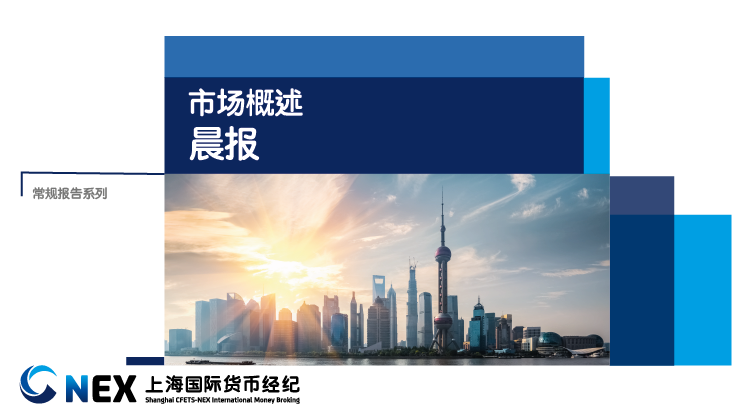 市场概述
晨报
常规报告系列
NEX 上海国际货币经纪
Shanghai CFETS-NEX International Money Broking